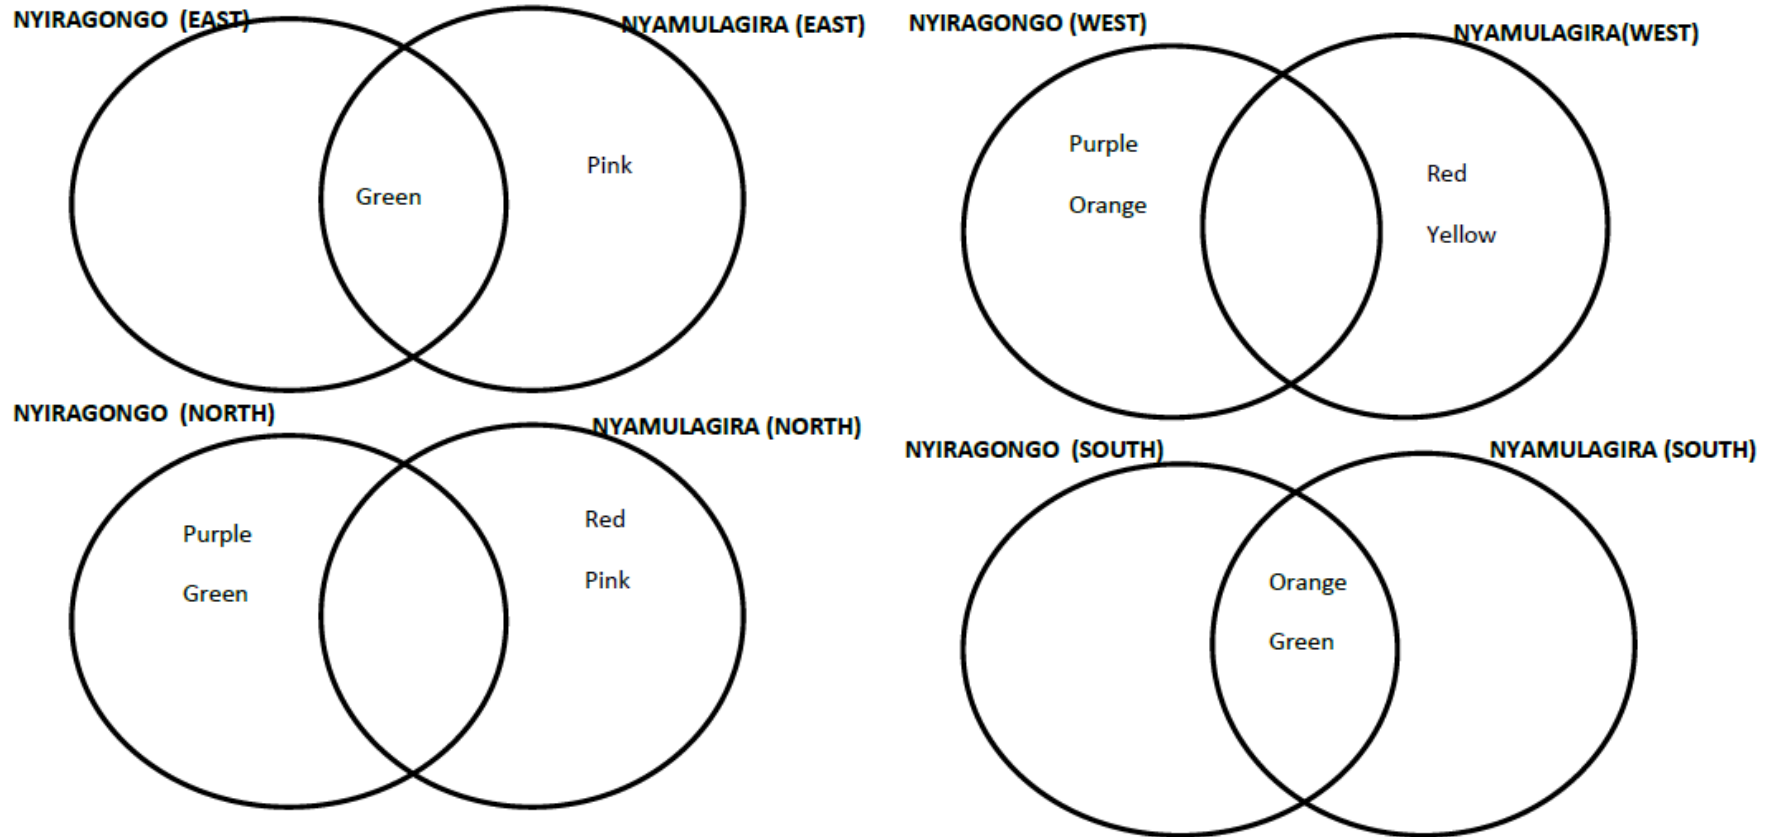 NYIRAGONGO (EAST)
NYAMULAGIRA (EAST)
Green
Pink
NYIRAGONGO (WEST)
NYAMULAGIRA(WEST)
Purple
Orange
Red
Yellow
NYIRAGONGO (NORTH)
NYAMULAGIRA (NORTH)
Purple
Green
Red
Pink
NYIRAGONGO (SOUTH)
NYAMULAGIRA (SOUTH)
Orange
Green